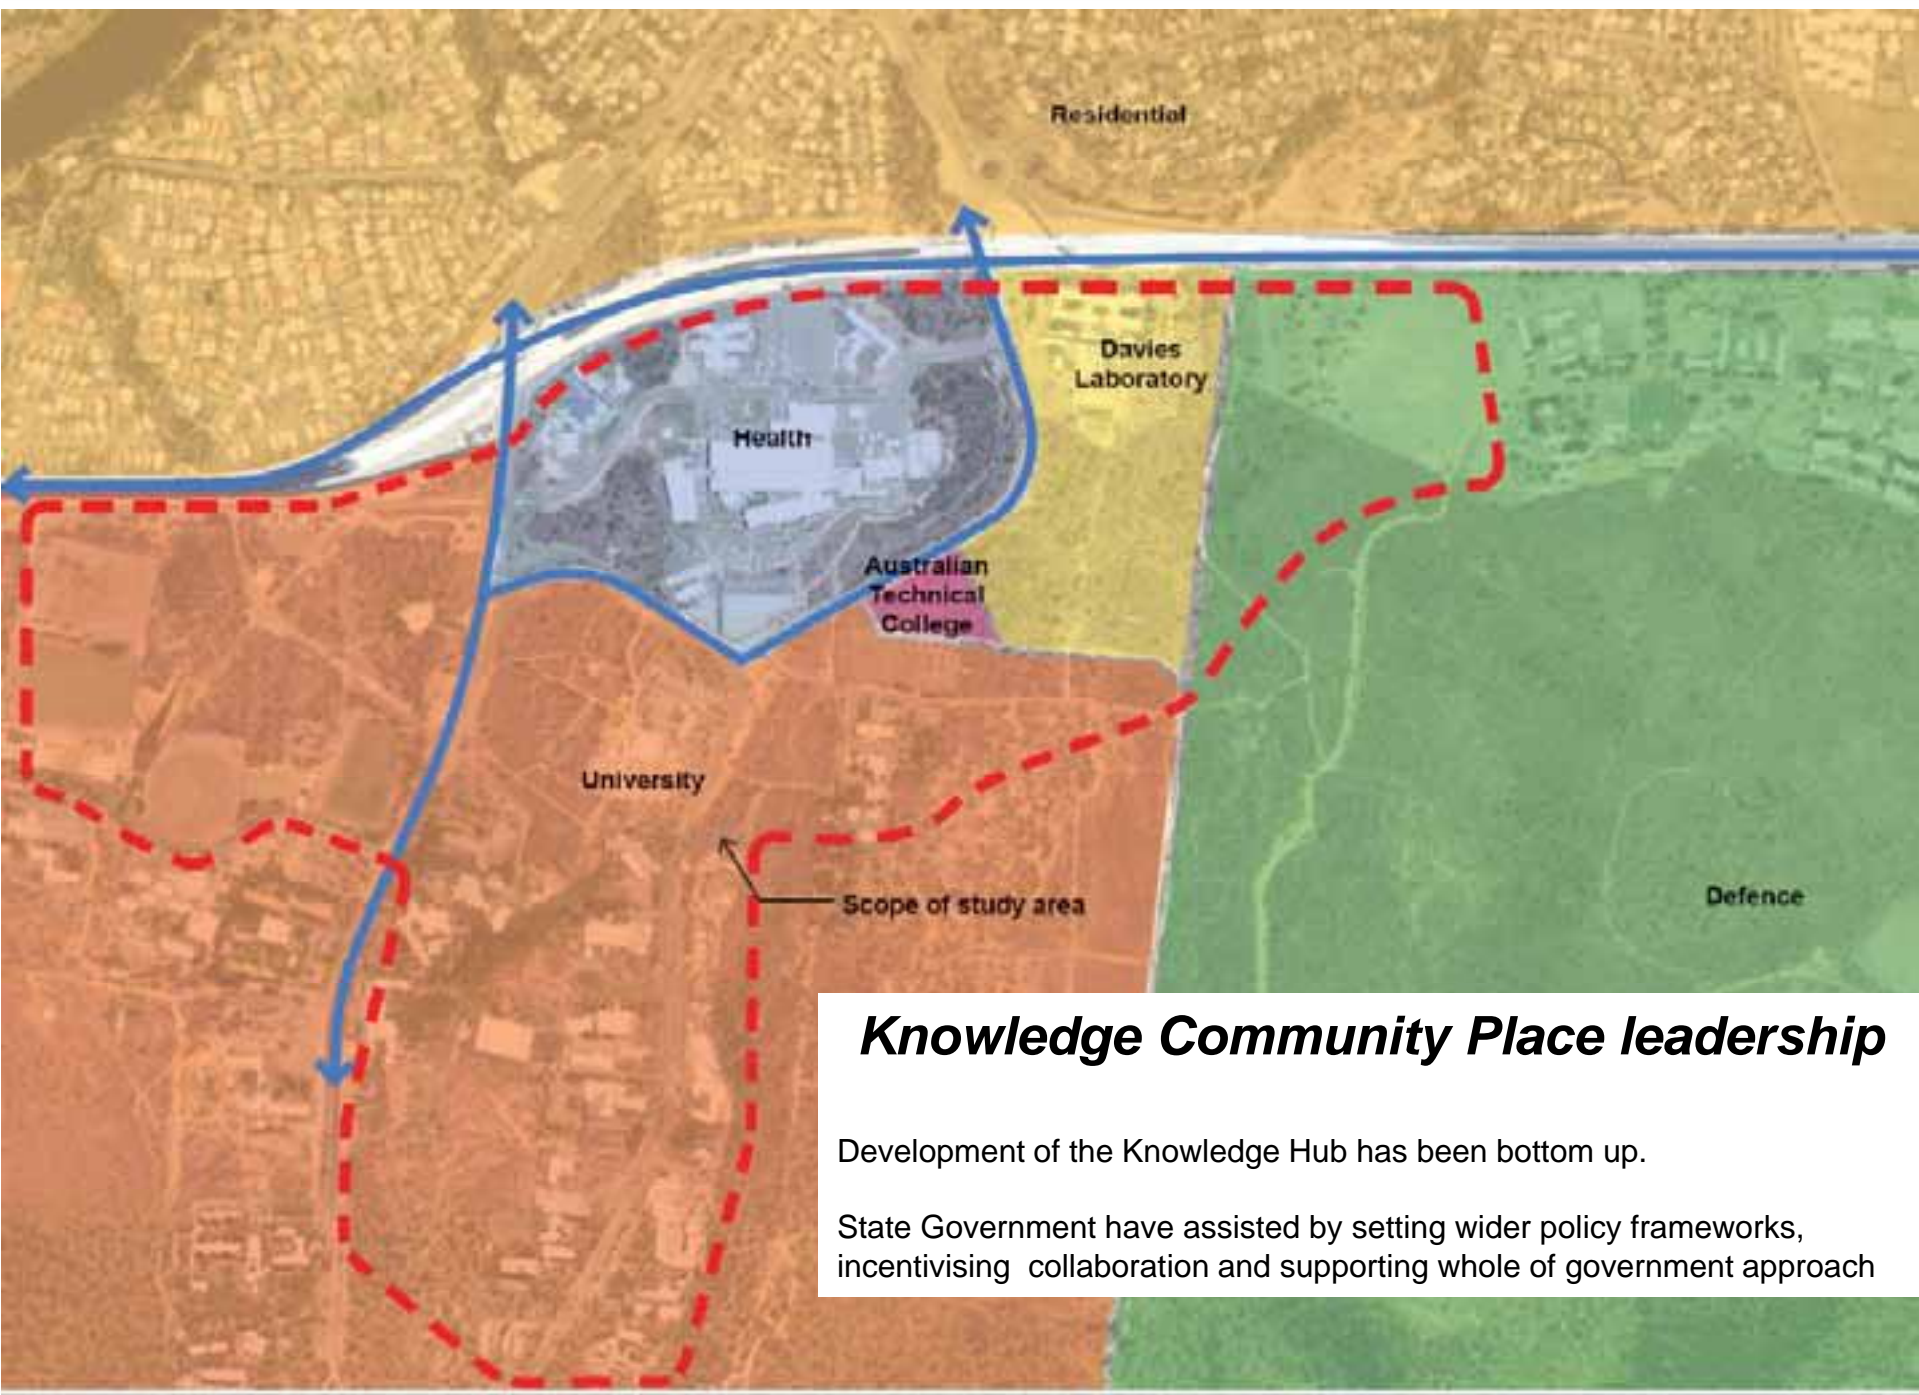 Residential
Davies
Laboratory
Health
Australian
Technical
College
University
Scope of study area
Defence
Knowledge Community Place leadership
Development of the Knowledge Hub has been bottom up.
State Government have assisted by setting wider policy frameworks,
incentivising  collaboration and supporting whole of government approach